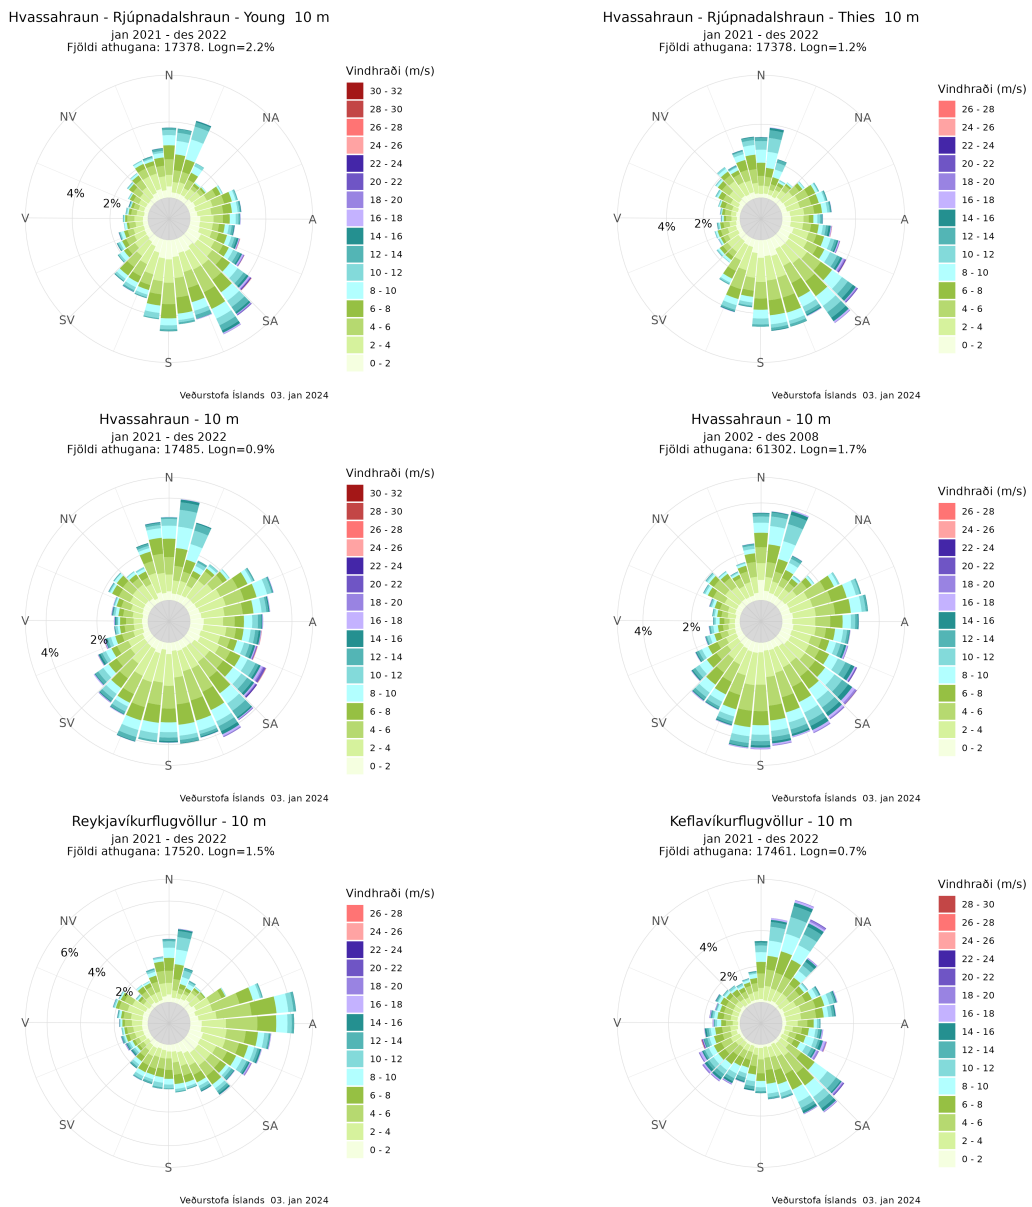 Hvassahraun - Rjúpnadalshraun - Young  10 m
jan 2021 - des 2022
Fjöldi athugana: 17378. Logn=2.2%
N
NA
A
SA
S
SV
V
NV
4%
2%
Vindhraði (m/s)
30 - 32
28 - 30
26 - 28
24 - 26
22 - 24
20 - 22
18 - 20
16 - 18
14 - 16
12 - 14
10 - 12
8 - 10
6 - 8
4 - 6
2 - 4
0 - 2
Veðurstofa Íslands  03. jan 2024
Hvassahraun - Rjúpnadalshraun - Thies  10 m
jan 2021 - des 2022
Fjöldi athugana: 17378. Logn=1.2%
N
NA
A
SA
S
SV
V
NV
4%
2%
Vindhraði (m/s)
26 - 28
24 - 26
22 - 24
20 - 22
18 - 20
16 - 18
14 - 16
12 - 14
10 - 12
8 - 10
6 - 8
4 - 6
2 - 4
0 - 2
Veðurstofa Íslands  03. jan 2024
Hvassahraun - 10 m
jan 2021 - des 2022
Fjöldi athugana: 17485. Logn=0.9%
N
NA
A
SA
S
SV
V
NV
2%
4%
Vindhraði (m/s)
30 - 32
28 - 30
26 - 28
24 - 26
22 - 24
20 - 22
18 - 20
16 - 18
14 - 16
12 - 14
10 - 12
8 - 10
6 - 8
4 - 6
2 - 4
0 - 2
Veðurstofa Íslands  03. jan 2024
Hvassahraun - 10 m
jan 2002 - des 2008
Fjöldi athugana: 61302. Logn=1.7%
N
NA
A
SA
S
SV
V
NV
4%
2%
Vindhraði (m/s)
26 - 28
24 - 26
22 - 24
20 - 22
18 - 20
16 - 18
14 - 16
12 - 14
10 - 12
8 - 10
6 - 8
4 - 6
2 - 4
0 - 2
Veðurstofa Íslands  03. jan 2024
Reykjavíkurflugvöllur - 10 m
jan 2021 - des 2022
Fjöldi athugana: 17520. Logn=1.5%
N
NA
A
SA
S
SV
V
NV
6%
4%
2%
Vindhraði (m/s)
26 - 28
24 - 26
22 - 24
20 - 22
18 - 20
16 - 18
14 - 16
12 - 14
10 - 12
8 - 10
6 - 8
4 - 6
2 - 4
0 - 2
Veðurstofa Íslands  03. jan 2024
Keflavíkurflugvöllur - 10 m
jan 2021 - des 2022
Fjöldi athugana: 17461. Logn=0.7%
N
NA
A
SA
S
SV
V
NV
4%
2%
Vindhraði (m/s)
28 - 30
26 - 28
24 - 26
22 - 24
20 - 22
18 - 20
16 - 18
14 - 16
12 - 14
10 - 12
8 - 10
6 - 8
4 - 6
2 - 4
0 - 2
Veðurstofa Íslands  03. jan 2024